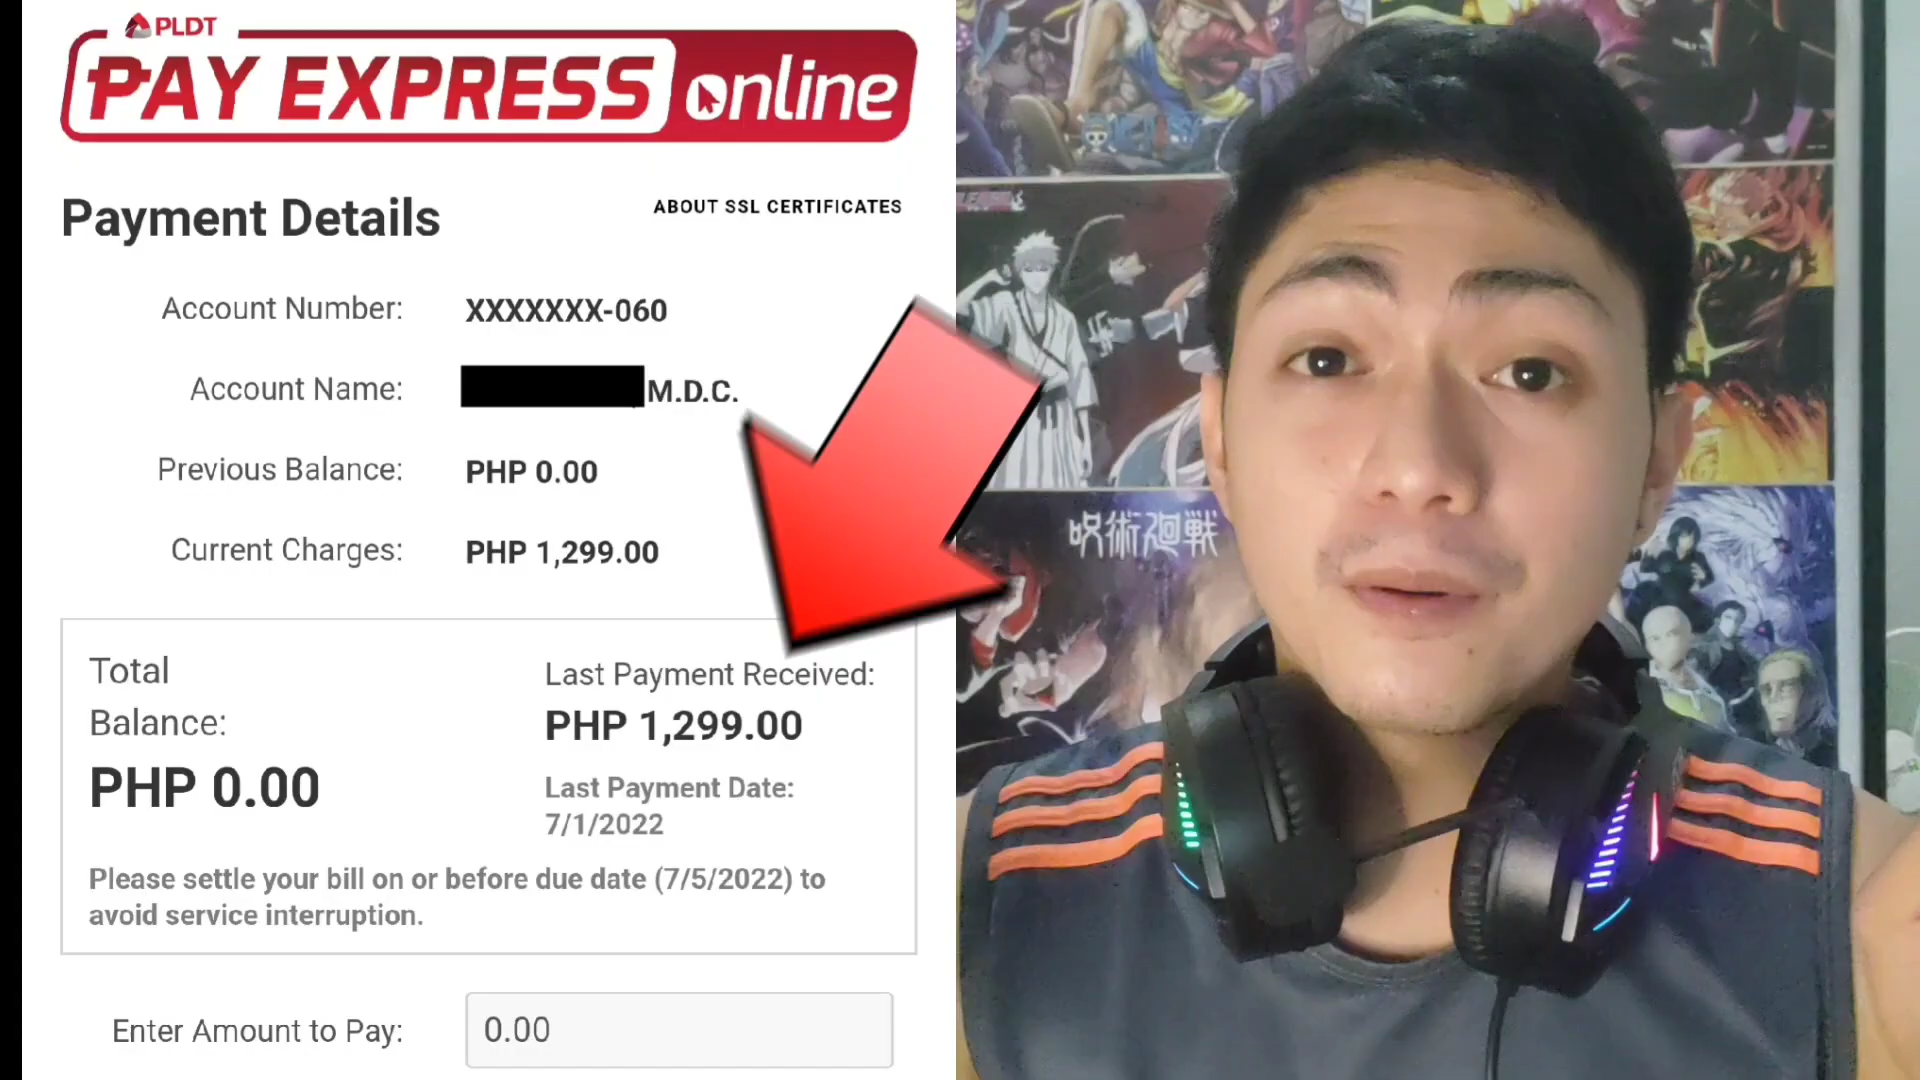 PLDT
PAY EXPRESS online
Payment Details
ABOUT SSL CERTIFICATES
Account Number: XXXXXXX-060
Account Name: M.D.C.
Previous Balance: PHP 0.00
Current Charges: PHP 1,299.00
Total
Balance:
PHP 0.00
Last Payment Received:
PHP 1,299.00
Last Payment Date:
7/1/2022
Please settle your bill on or before due date (7/5/2022) to
avoid service interruption.
Enter Amount to Pay: 0.00
呪術廻戦